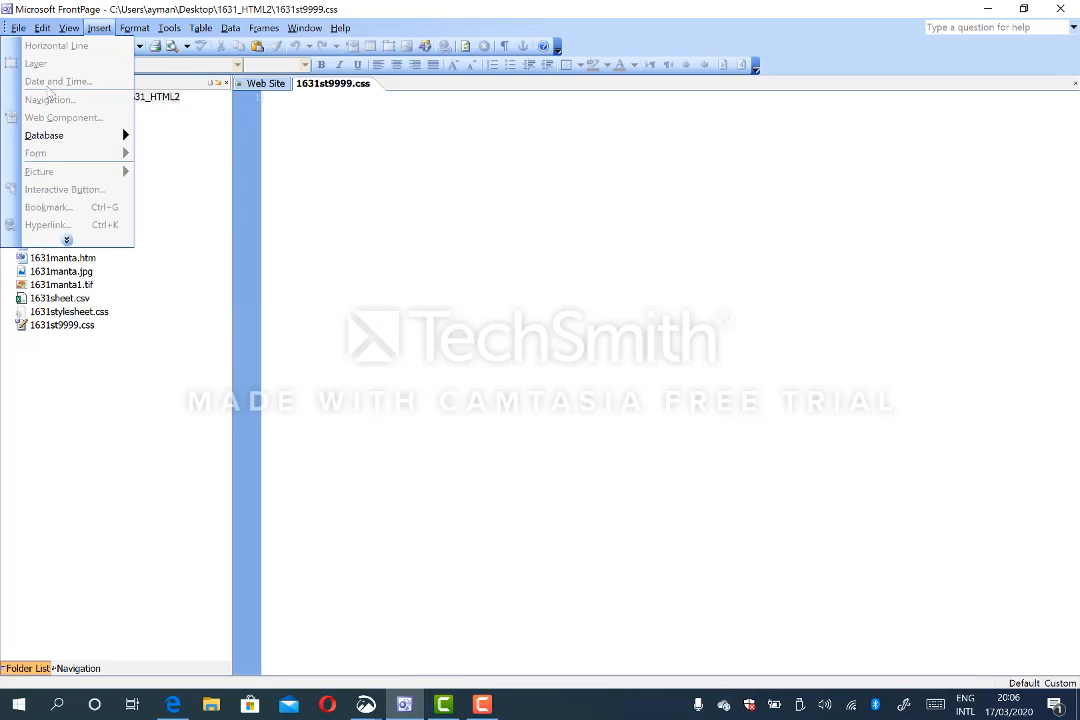 Microsoft FrontPage - C:\Users\ayman\Desktop\1631_HTML2\1631st9999.css
File Edit View Insert Format Tools Table Data Frames Window Help
Type a question for help
Horizontal Line
Layer
Date and Time...
Navigation...
Web Component...
Database
Form
Picture
Interactive Button...
Bookmark... Ctrl+G
Hyperlink... Ctrl+K
31_HTML2
Web Site
1631st9999.css
1
1631manta.htm
1631manta.jpg
1631manta1.tif
1631sheet.csv
1631stylesheet.css
1631st9999.css
TechSmith
MADE WITH CAMTASIA FREE TRIAL
Folder List
Navigation
Default Custom
ENG
INTL
20:06
17/03/2020